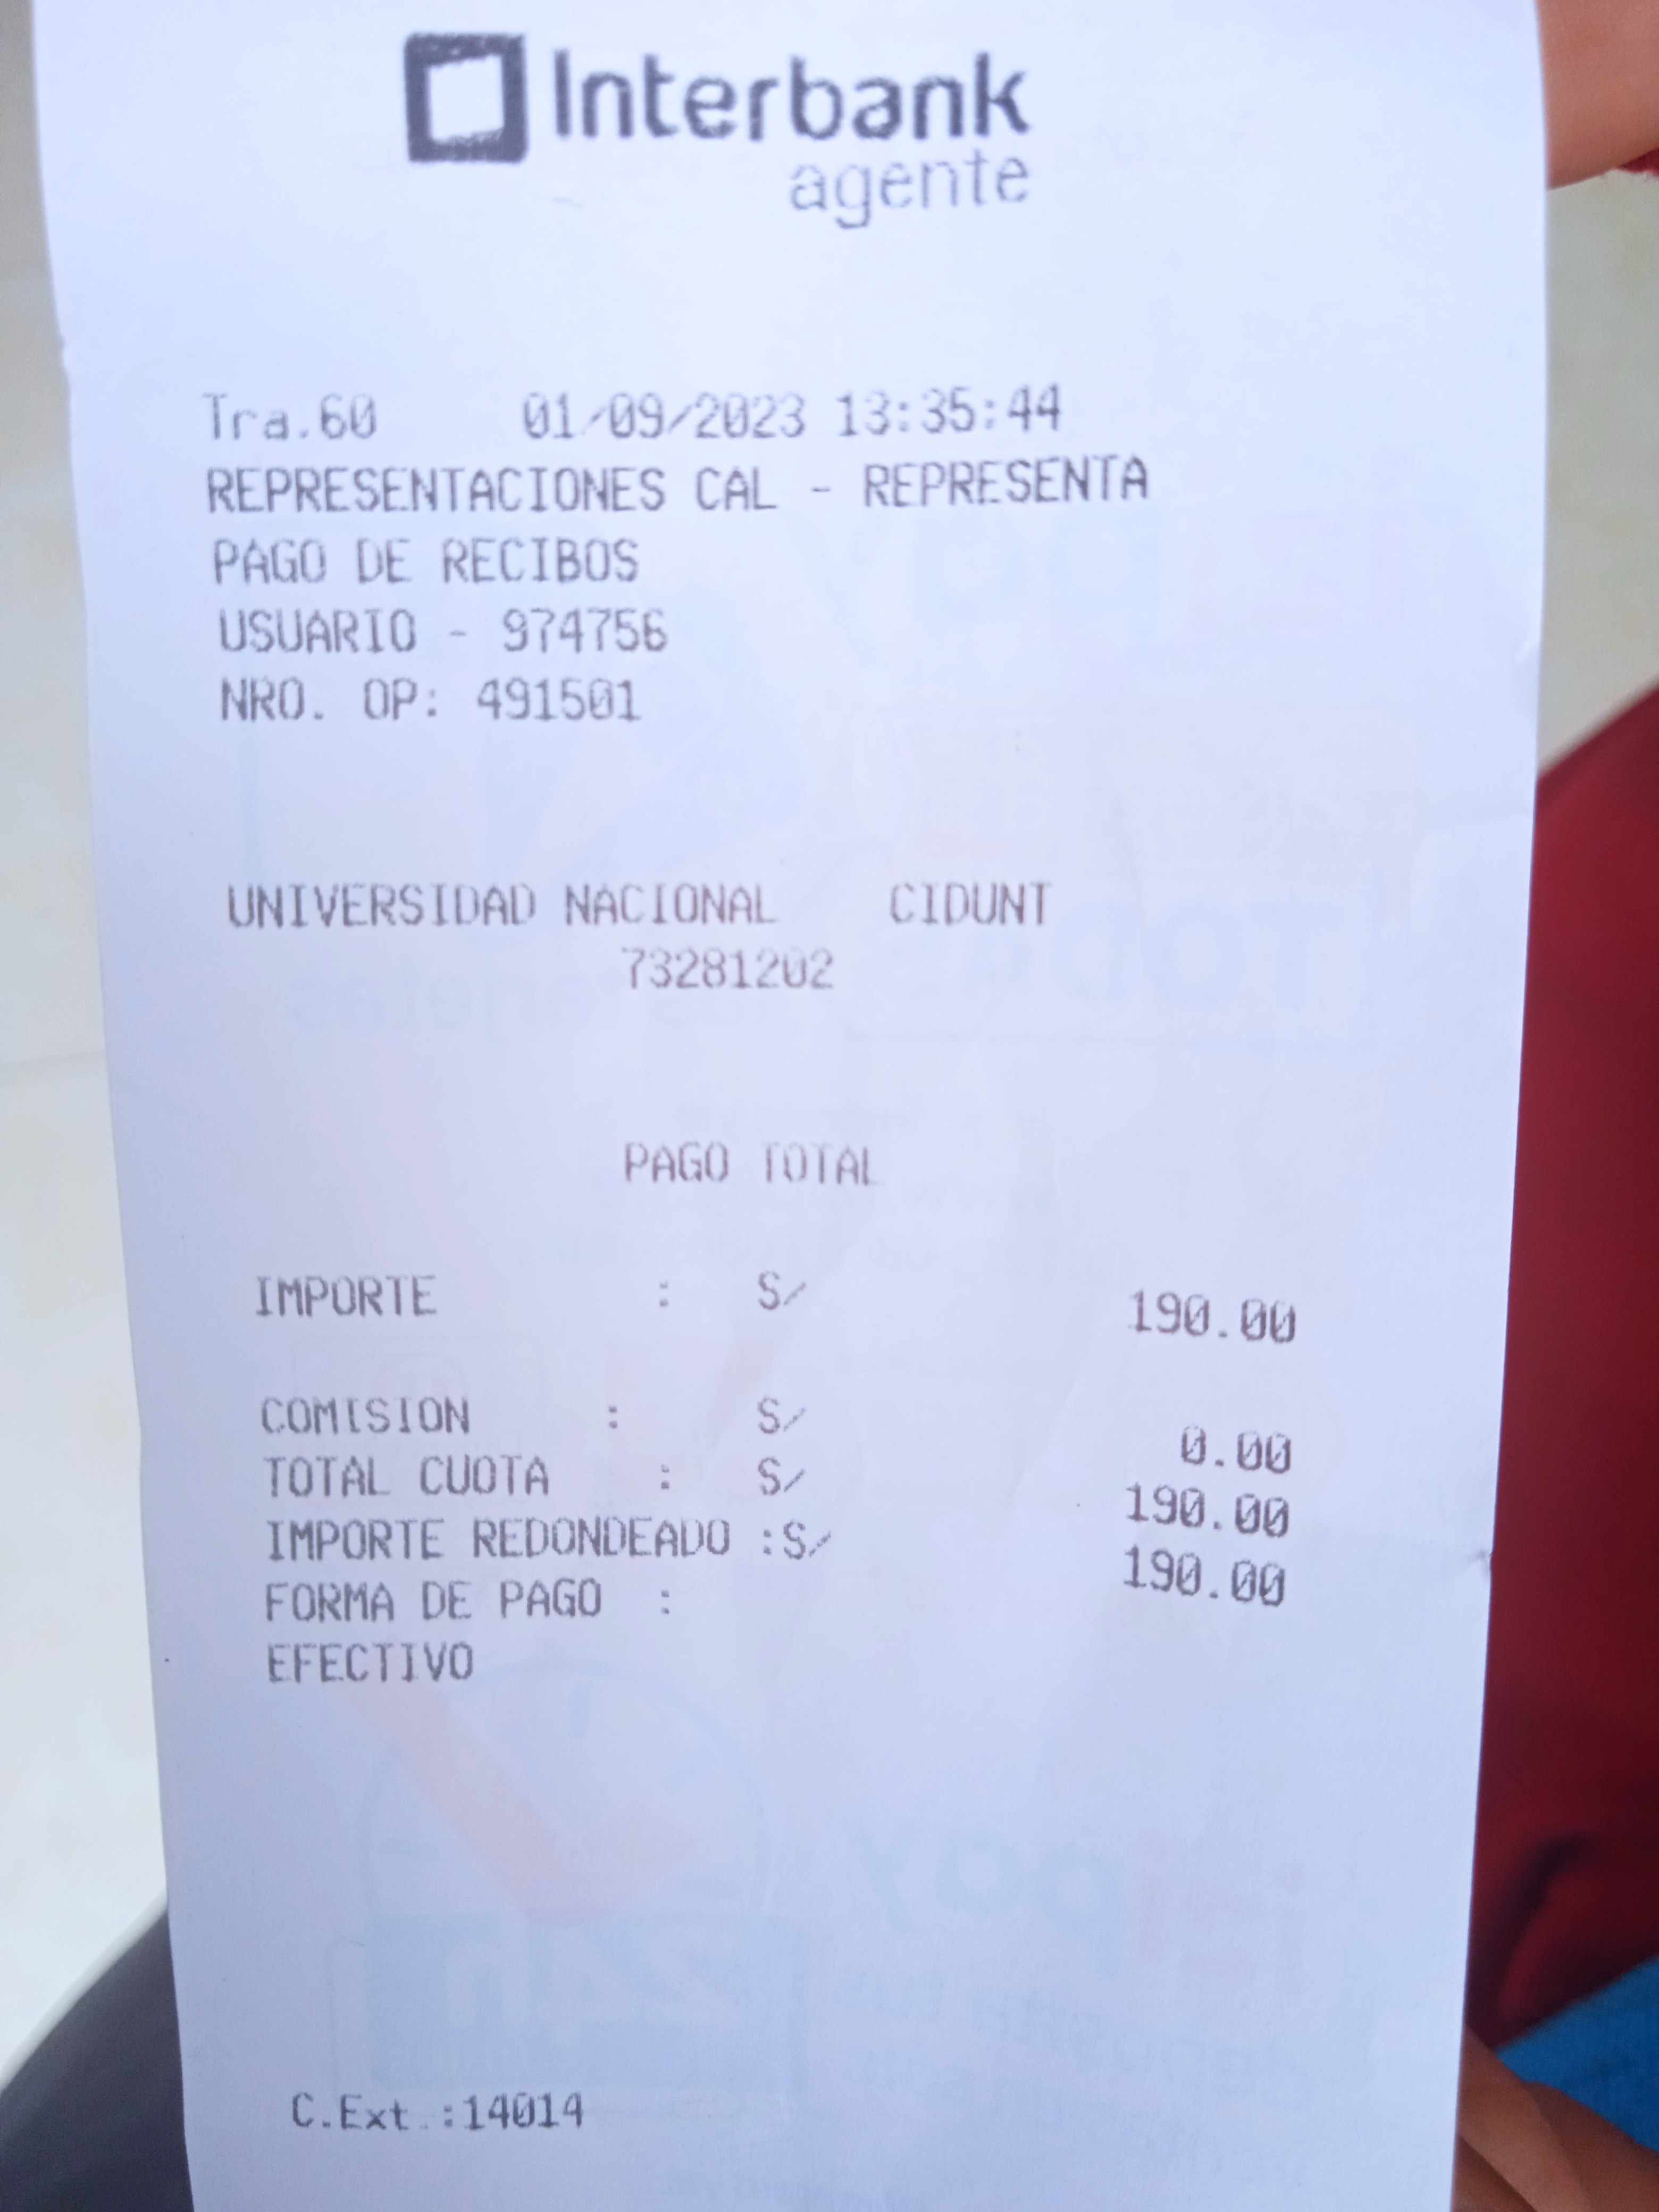 Interbank
agente
Tra.60 01/09/2023 13:35:44
REPRESENTACIONES CAL - REPRESENTA
PAGO DE RECIBOS
USUARIO - 974756
NRO. OP: 491501
UNIVERSIDAD NACIONAL CIDUNT
73281202
PAGO TOTAL
IMPORTE : S/ 190.00
COMISION : S/ 0.00
TOTAL CUOTA : S/ 190.00
IMPORTE REDONDEADO :S/ 190.00
FORMA DE PAGO :
EFECTIVO
C.Ext.:14014